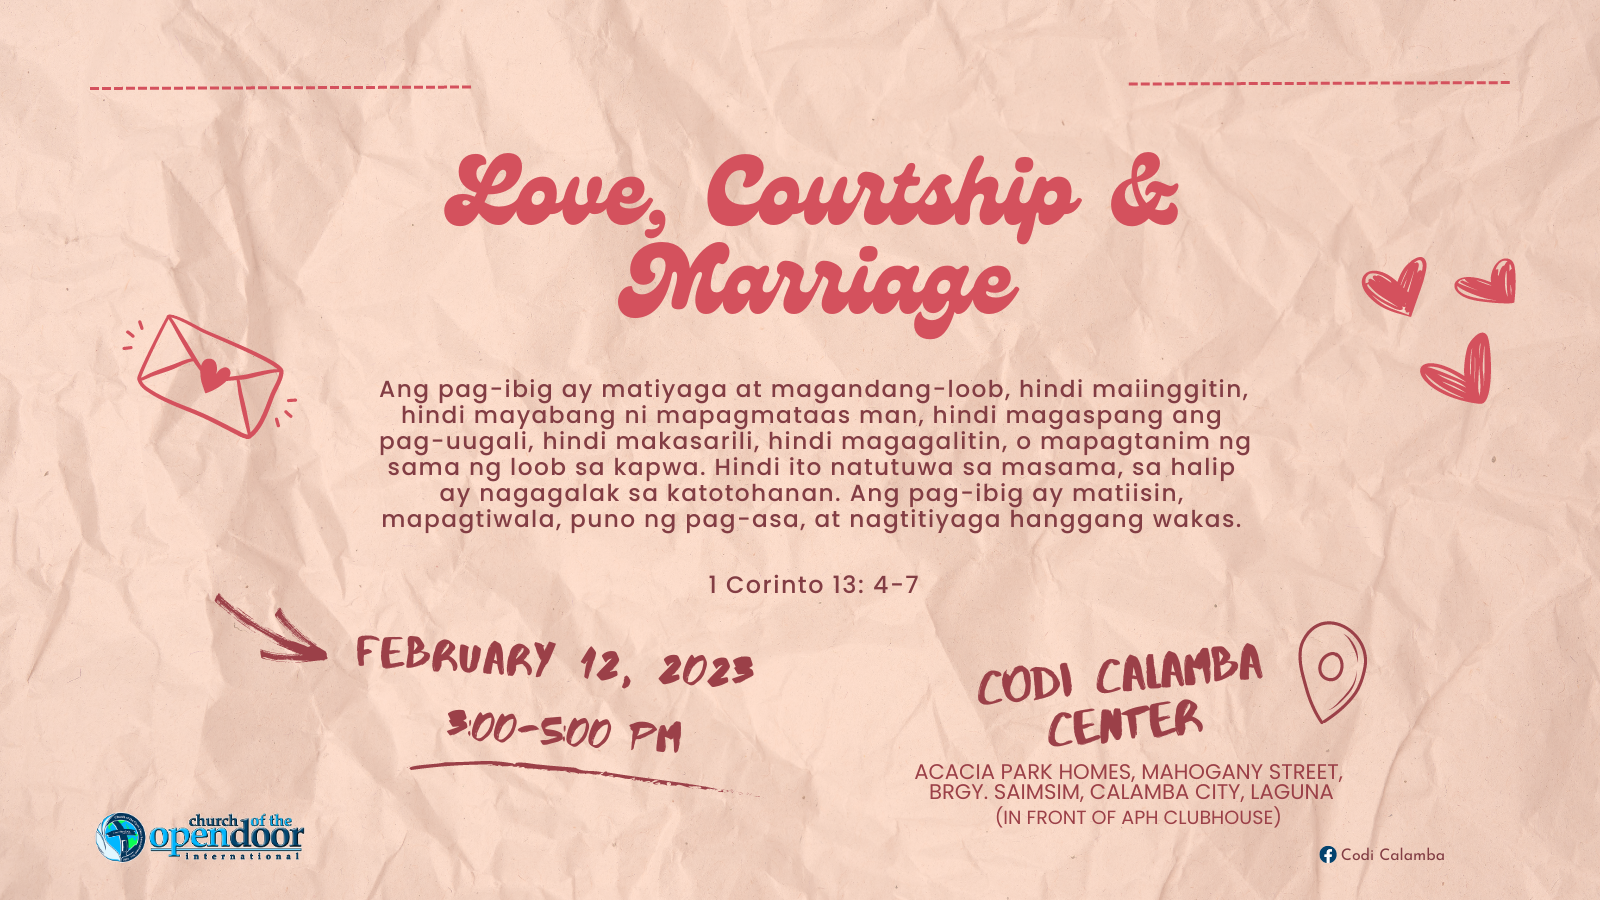 Love, Courtship &
Marriage
Ang pag-ibig ay matiyaga at magandang-loob, hindi maiinggitin,
hindi mayabang ni mapagmataas man, hindi magaspang ang
pag-uugali, hindi makasarili, hindi magagalitin, o mapagtanim ng
sama ng loob sa kapwa. Hindi ito natutuwa sa masama, sa halip
ay nagagalak sa katotohanan. Ang pag-ibig ay matiisin,
mapagtiwala, puno ng pag-asa, at nagtitiyaga hanggang wakas.
1 Corinto 13: 4-7
FEBRUARY 12, 2023
3:00-5:00 PM
CODI CALAMBA
CENTER
ACACIA PARK HOMES, MAHOGANY STREET,
BRGY. SAIMSIM, CALAMBA CITY, LAGUNA
(IN FRONT OF APH CLUBHOUSE)
church of the
opendoor
international
Codi Calamba